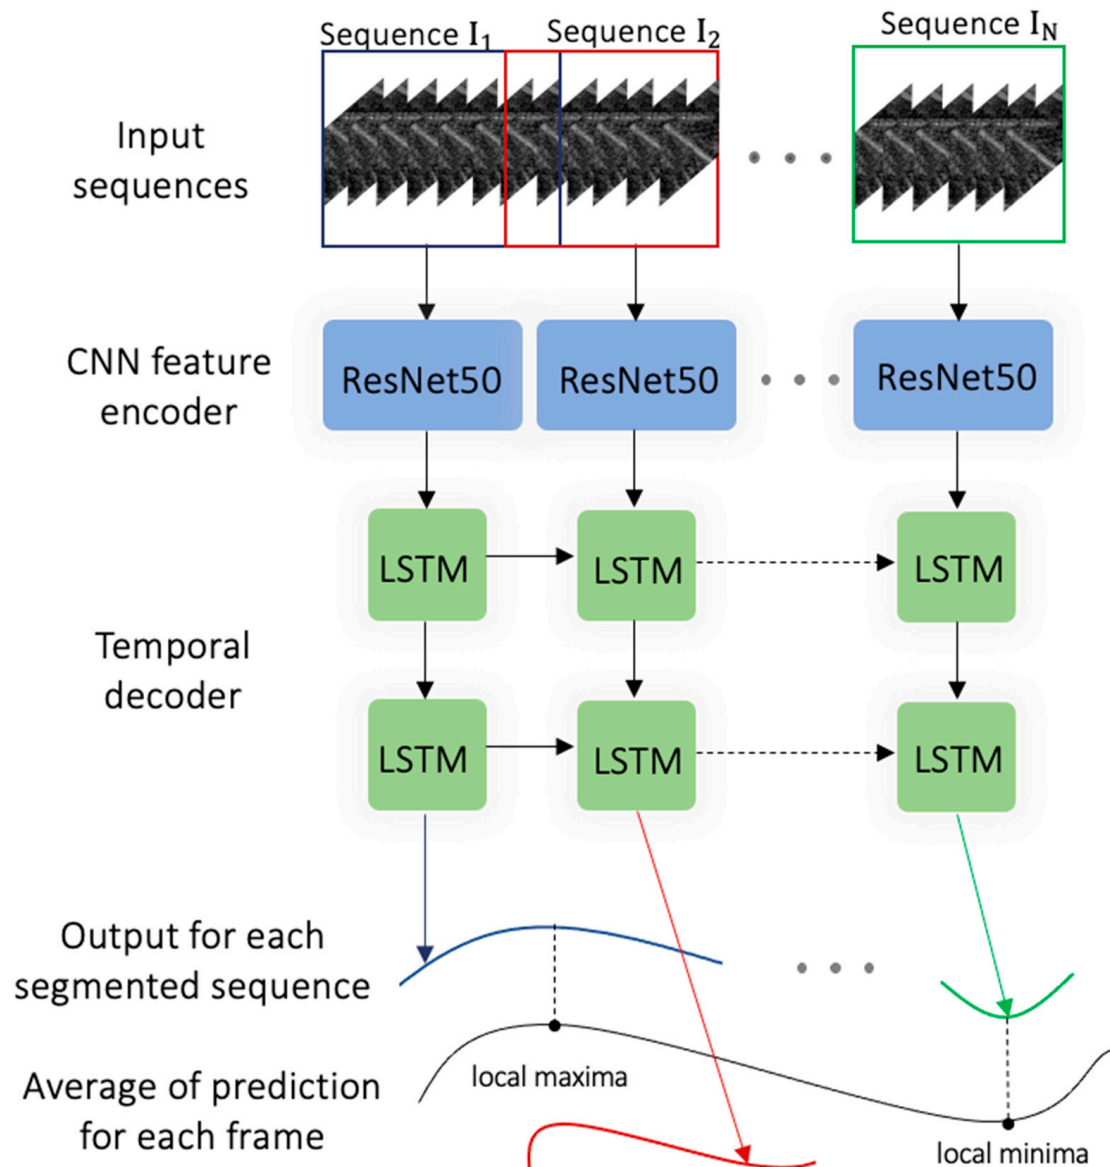 Sequence I₁
Sequence I₂
Sequence Iₙ
Input
sequences
CNN feature
encoder
ResNet50
ResNet50
ResNet50
LSTM
LSTM
LSTM
Temporal
decoder
LSTM
LSTM
LSTM
Output for each
segmented sequence
local maxima
Average of prediction
for each frame
local minima